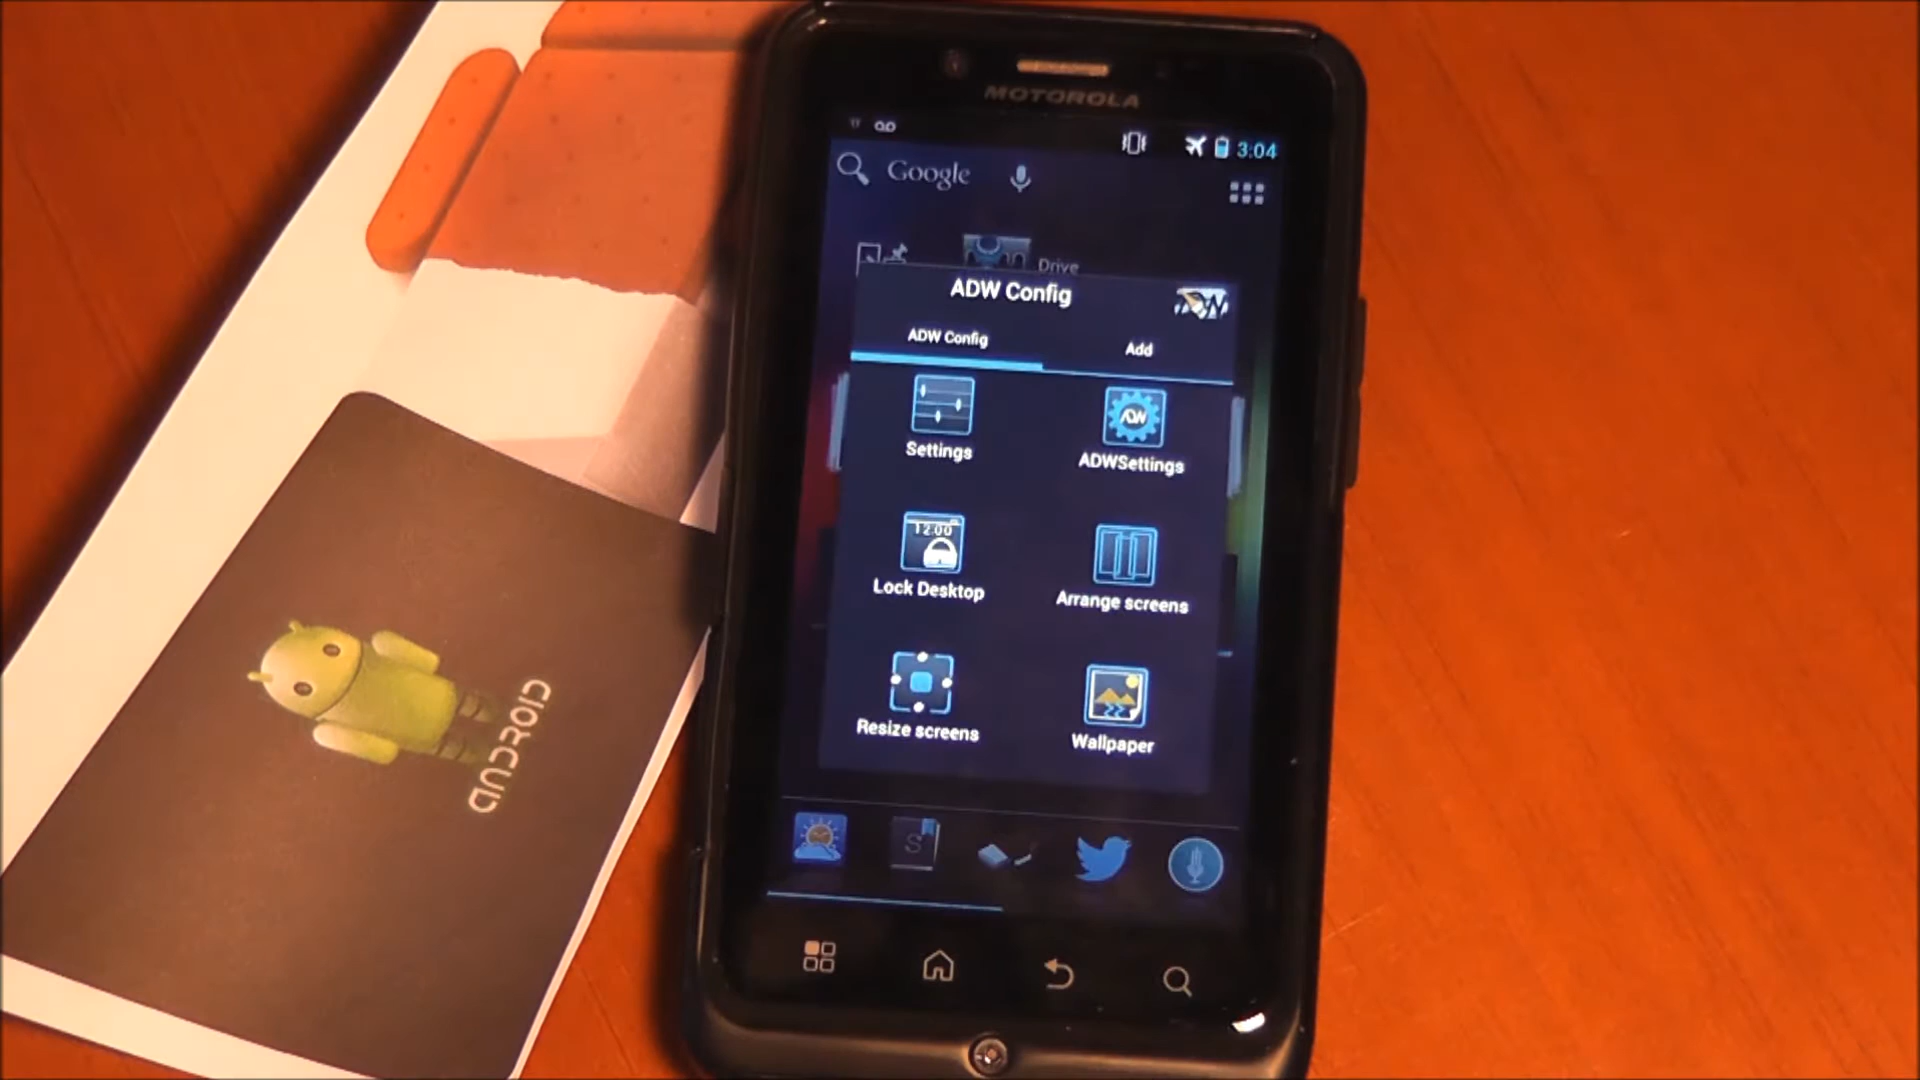 MOTOROLA
3:04
Google
Drive
ADW Config
ADW Config
Add
Settings
ADW
ADWSettings
12:00
Lock Desktop
Arrange screens
Resize screens
Wallpaper
S
ANDROID